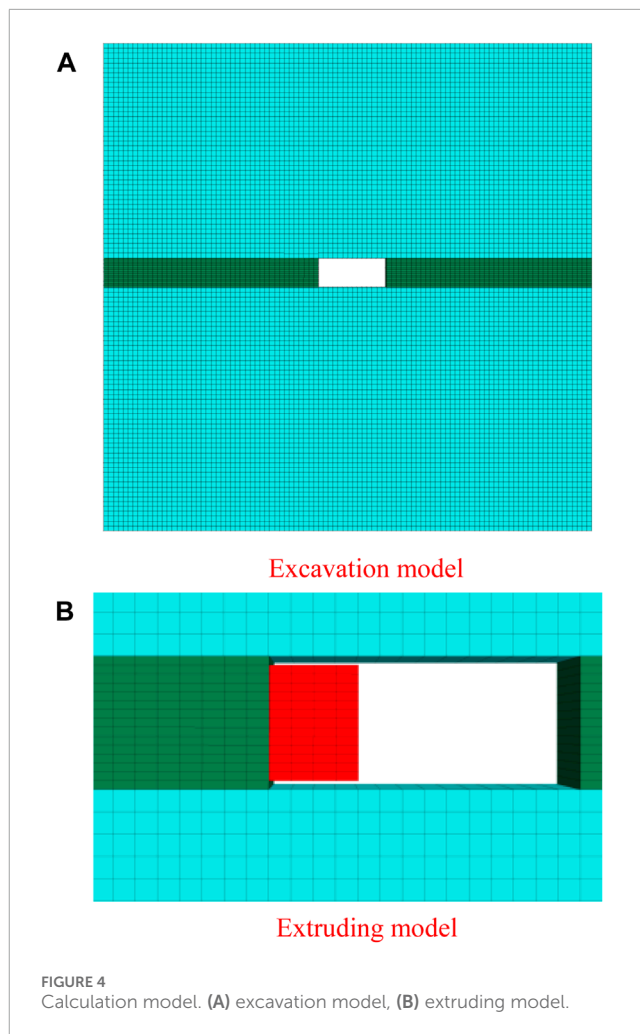 A
Excavation model
B
Extruding model
FIGURE 4
Calculation model. (A) excavation model, (B) extruding model.